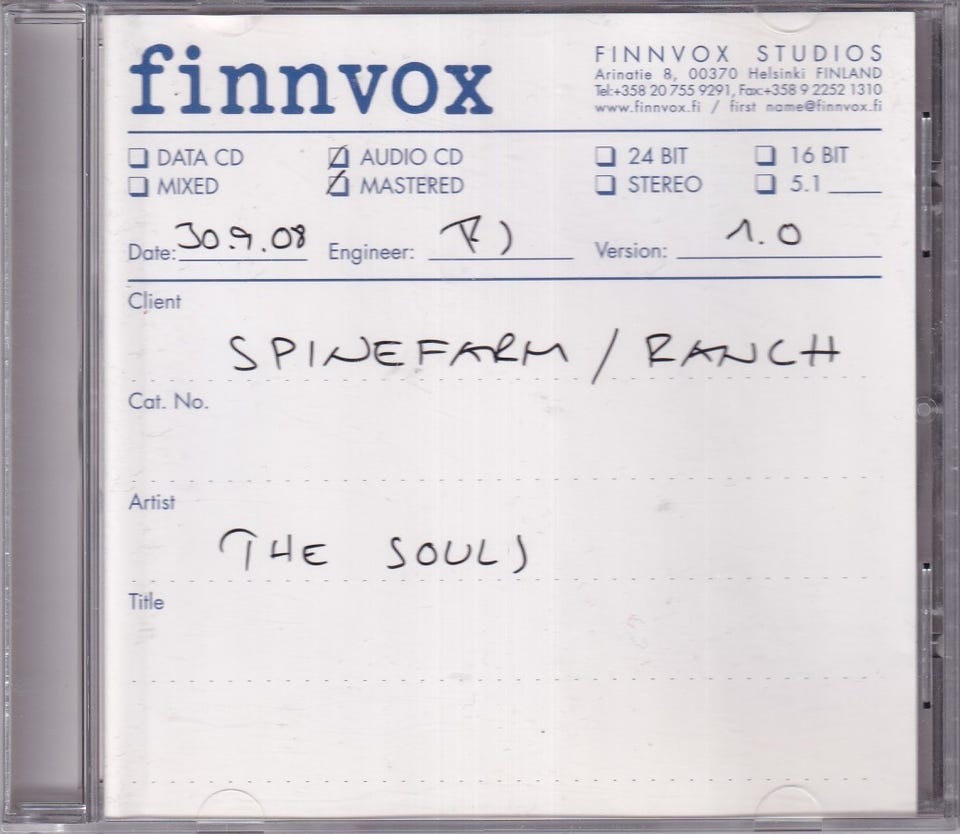 finnvox
FINNVOX STUDIOS
Arinatie 8, 00370 Helsinki FINLAND
Tel:+358 20 755 9291, Fax:+358 9 2252 1310
www.finnvox.fi / first name@finnvox.fi
DATA CD AUDIO CD 24 BIT 16 BIT
MIXED MASTERED STEREO 5.1
Date: 30.9.08 Engineer: Version: 1.0
Client
SPINEFARM / RANCH
Cat. No.
Artist
THE SOULS
Title